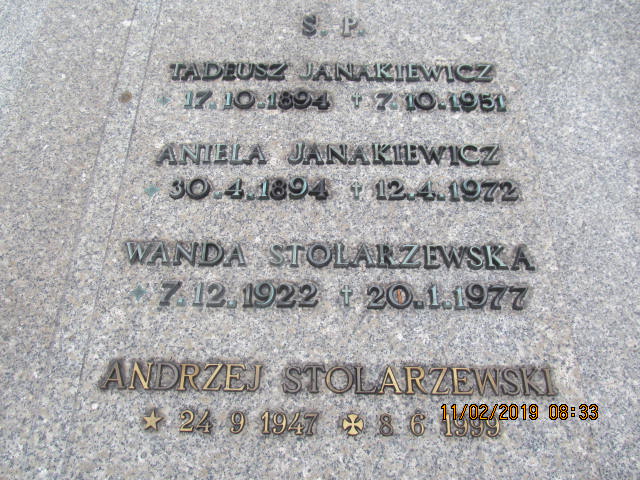 Ś. P.
TADEUSZ JANAKIEWICZ
* 17.10.1894 † 7.10.1951
ANIELA JANAKIEWICZ
* 30.4.1894 † 12.4.1972
WANDA STOLARZEWSKA
* 7.12.1922 † 20.1.1977
ANDRZEJ STOLARZEWSKI
★ 24 9 1947 ✠ 8 6 1999
11/02/2019 08:33